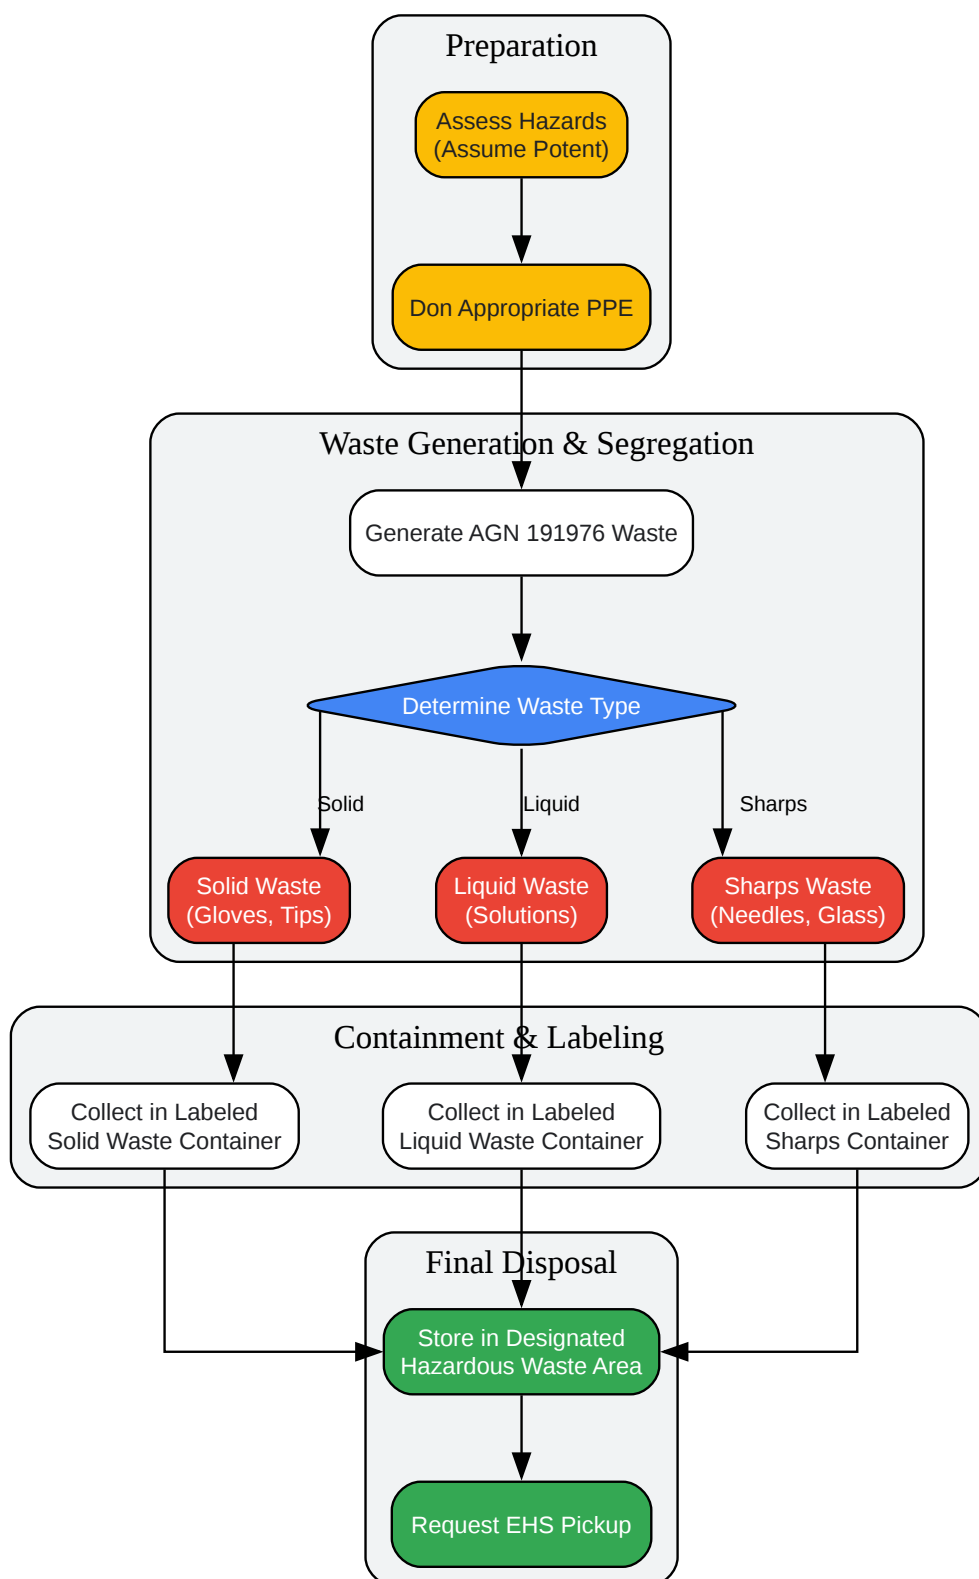 Preparation
Assess Hazards
(Assume Potent)
Don Appropriate PPE
Waste Generation & Segregation
Generate AGN 191976 Waste
Determine Waste Type
Solid
Liquid
Sharps
Solid Waste
(Gloves, Tips)
Liquid Waste
(Solutions)
Sharps Waste
(Needles, Glass)
Containment & Labeling
Collect in Labeled
Solid Waste Container
Collect in Labeled
Liquid Waste Container
Collect in Labeled
Sharps Container
Final Disposal
Store in Designated
Hazardous Waste Area
Request EHS Pickup